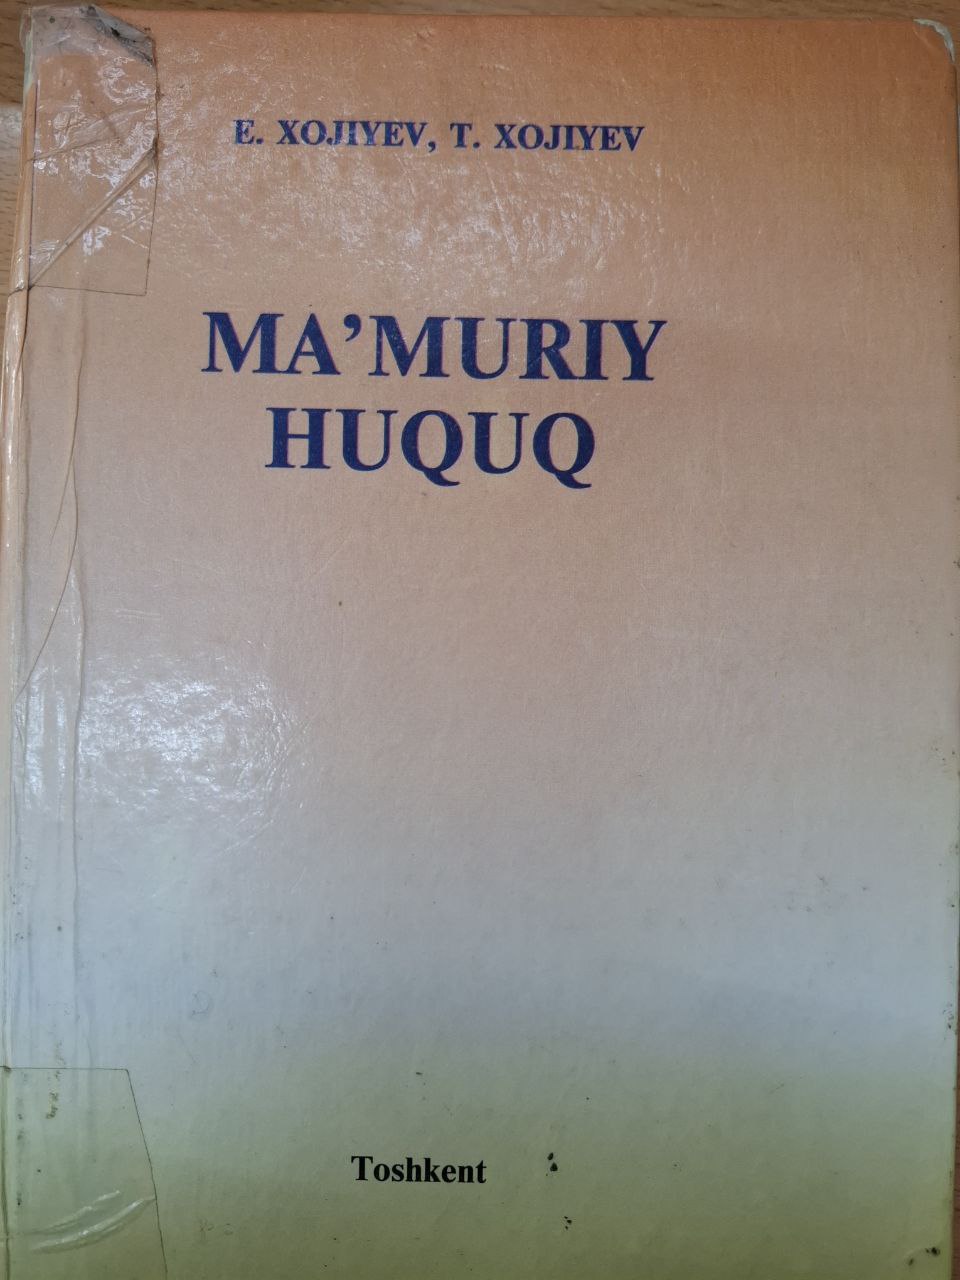 E. XOJIYEV, T. XOJIYEV
MA’MURIY
HUQUQ
Toshkent